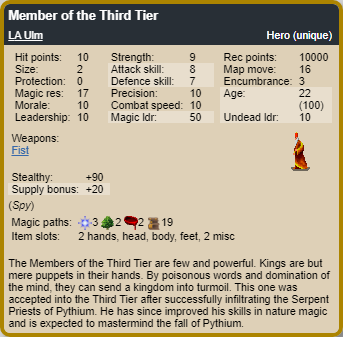 Member of the Third Tier
LA Ulm Hero (unique)
Hit points: 10 Strength: 9 Rec points: 10000
Size: 2 Attack skill: 8 Map move: 16
Protection: 0 Defence skill: 7 Encumbrance: 3
Magic res: 17 Precision: 10 Age: 22
Morale: 10 Combat speed: 10 (100)
Leadership: 10 Magic ldr: 50 Undead ldr: 10
Weapons:
Fist
Stealthy: +90
Supply bonus: +20
(Spy)
Magic paths: 3 2 2 19
Item slots: 2 hands, head, body, feet, 2 misc
The Members of the Third Tier are few and powerful. Kings are but
mere puppets in their hands. By poisonous words and domination of
the mind, they can send a kingdom into turmoil. This one was
accepted into the Third Tier after successfully infiltrating the Serpent
Priests of Pythium. He has since improved his skills in nature magic
and is expected to mastermind the fall of Pythium.